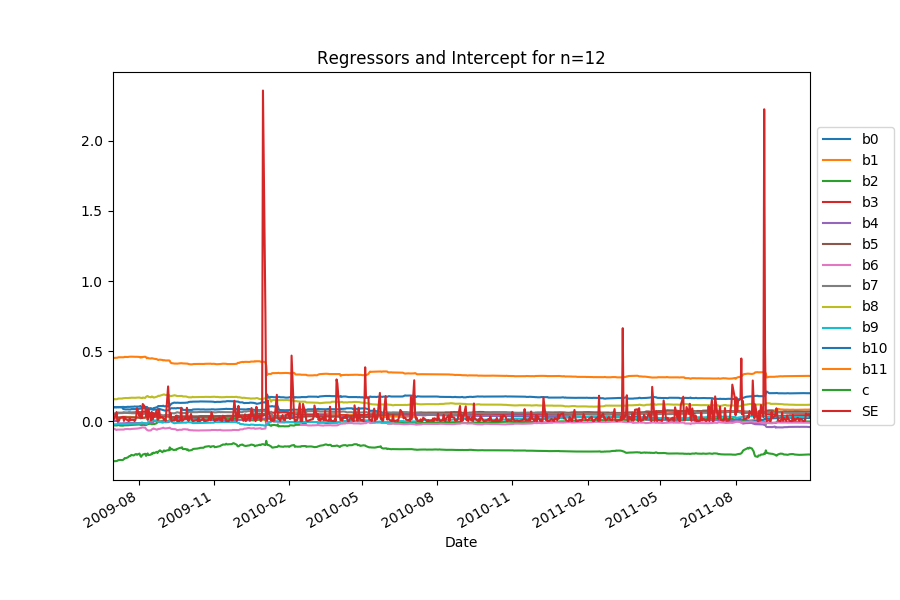 Regressors and Intercept for n=12
2.0
1.5
1.0
0.5
0.0
2009-08
2009-11
2010-02
2010-05
2010-08
2010-11
2011-02
2011-05
2011-08
Date
b0
b1
b2
b3
b4
b5
b6
b7
b8
b9
b10
b11
c
SE